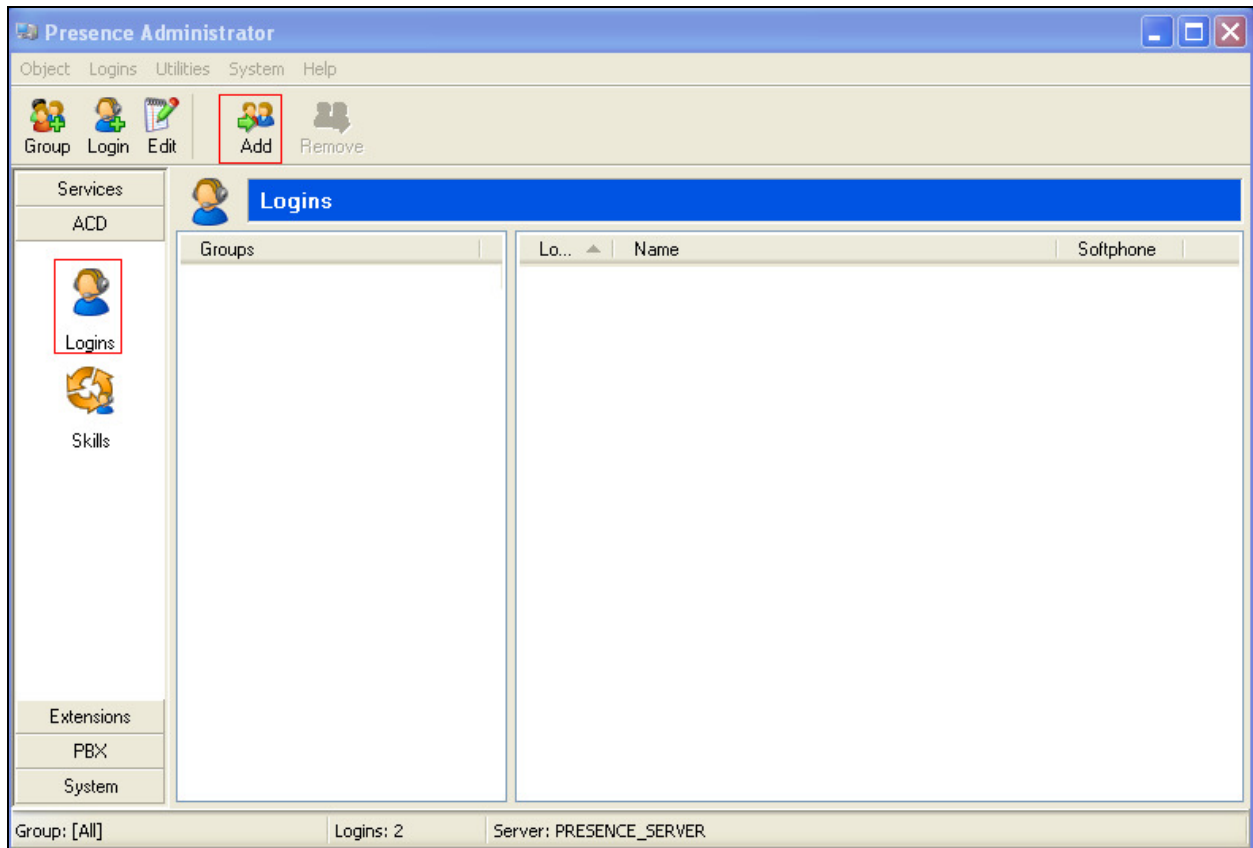 Presence Administrator
Object Logins Utilities System Help
Group Login Edit Add Remove
Services
ACD
Logins
Skills
Extensions
PBX
System
Logins
Groups
Lo... Name Softphone
Group: [All] Logins: 2 Server: PRESENCE_SERVER